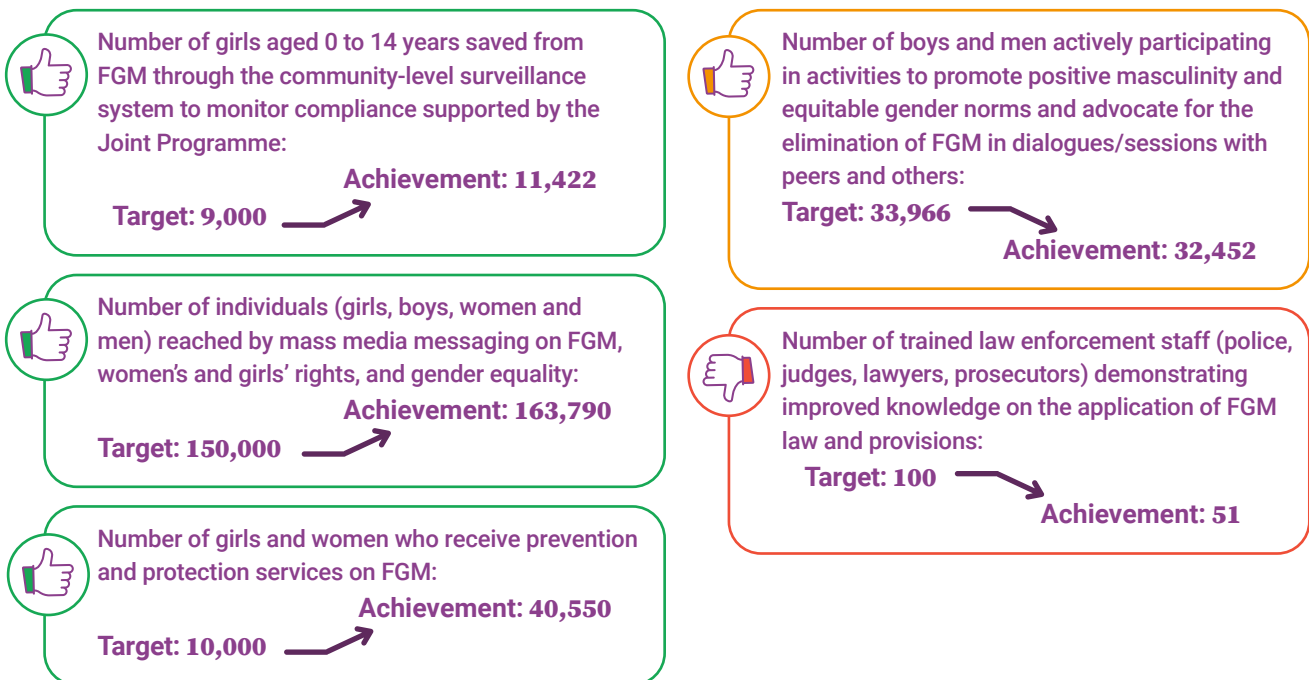 Number of girls aged 0 to 14 years saved from
FGM through the community-level surveillance
system to monitor compliance supported by the
Joint Programme:
Achievement: 11,422
Target: 9,000
Number of individuals (girls, boys, women and
men) reached by mass media messaging on FGM,
women's and girls' rights, and gender equality:
Achievement: 163,790
Target: 150,000
Number of girls and women who receive prevention
and protection services on FGM:
Achievement: 40,550
Target: 10,000
Number of boys and men actively participating
in activities to promote positive masculinity and
equitable gender norms and advocate for the
elimination of FGM in dialogues/sessions with
peers and others:
Target: 33,966
Achievement: 32,452
Number of trained law enforcement staff (police,
judges, lawyers, prosecutors) demonstrating
improved knowledge on the application of FGM
law and provisions:
Target: 100
Achievement: 51